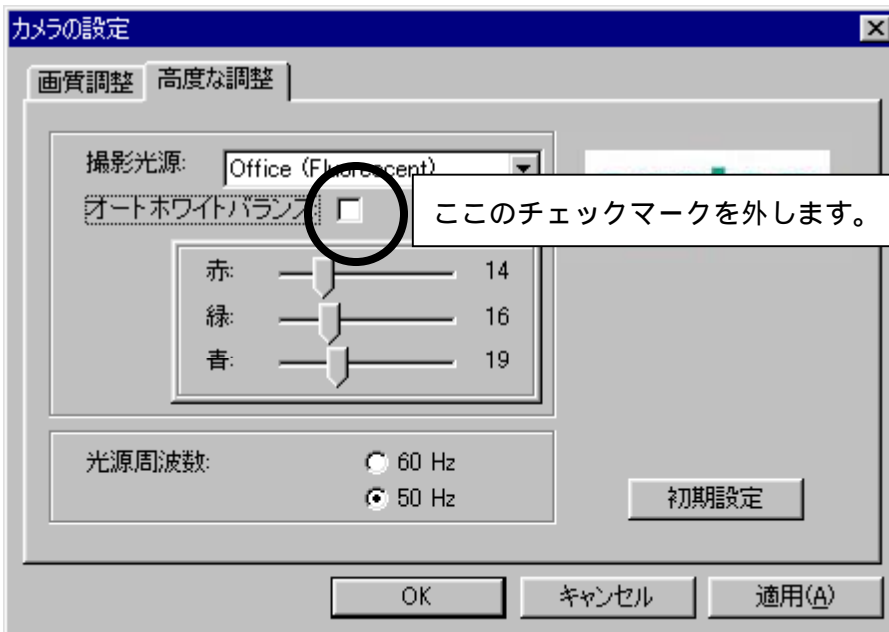 カメラの設定
画質調整 高度な調整
撮影光源: Office (Fluorescent)
オートホワイトバランス:
ここのチェックマークを外します。
赤: 14
緑: 16
青: 19
光源周波数: 60 Hz
50 Hz
初期設定
OK キャンセル 適用(A)